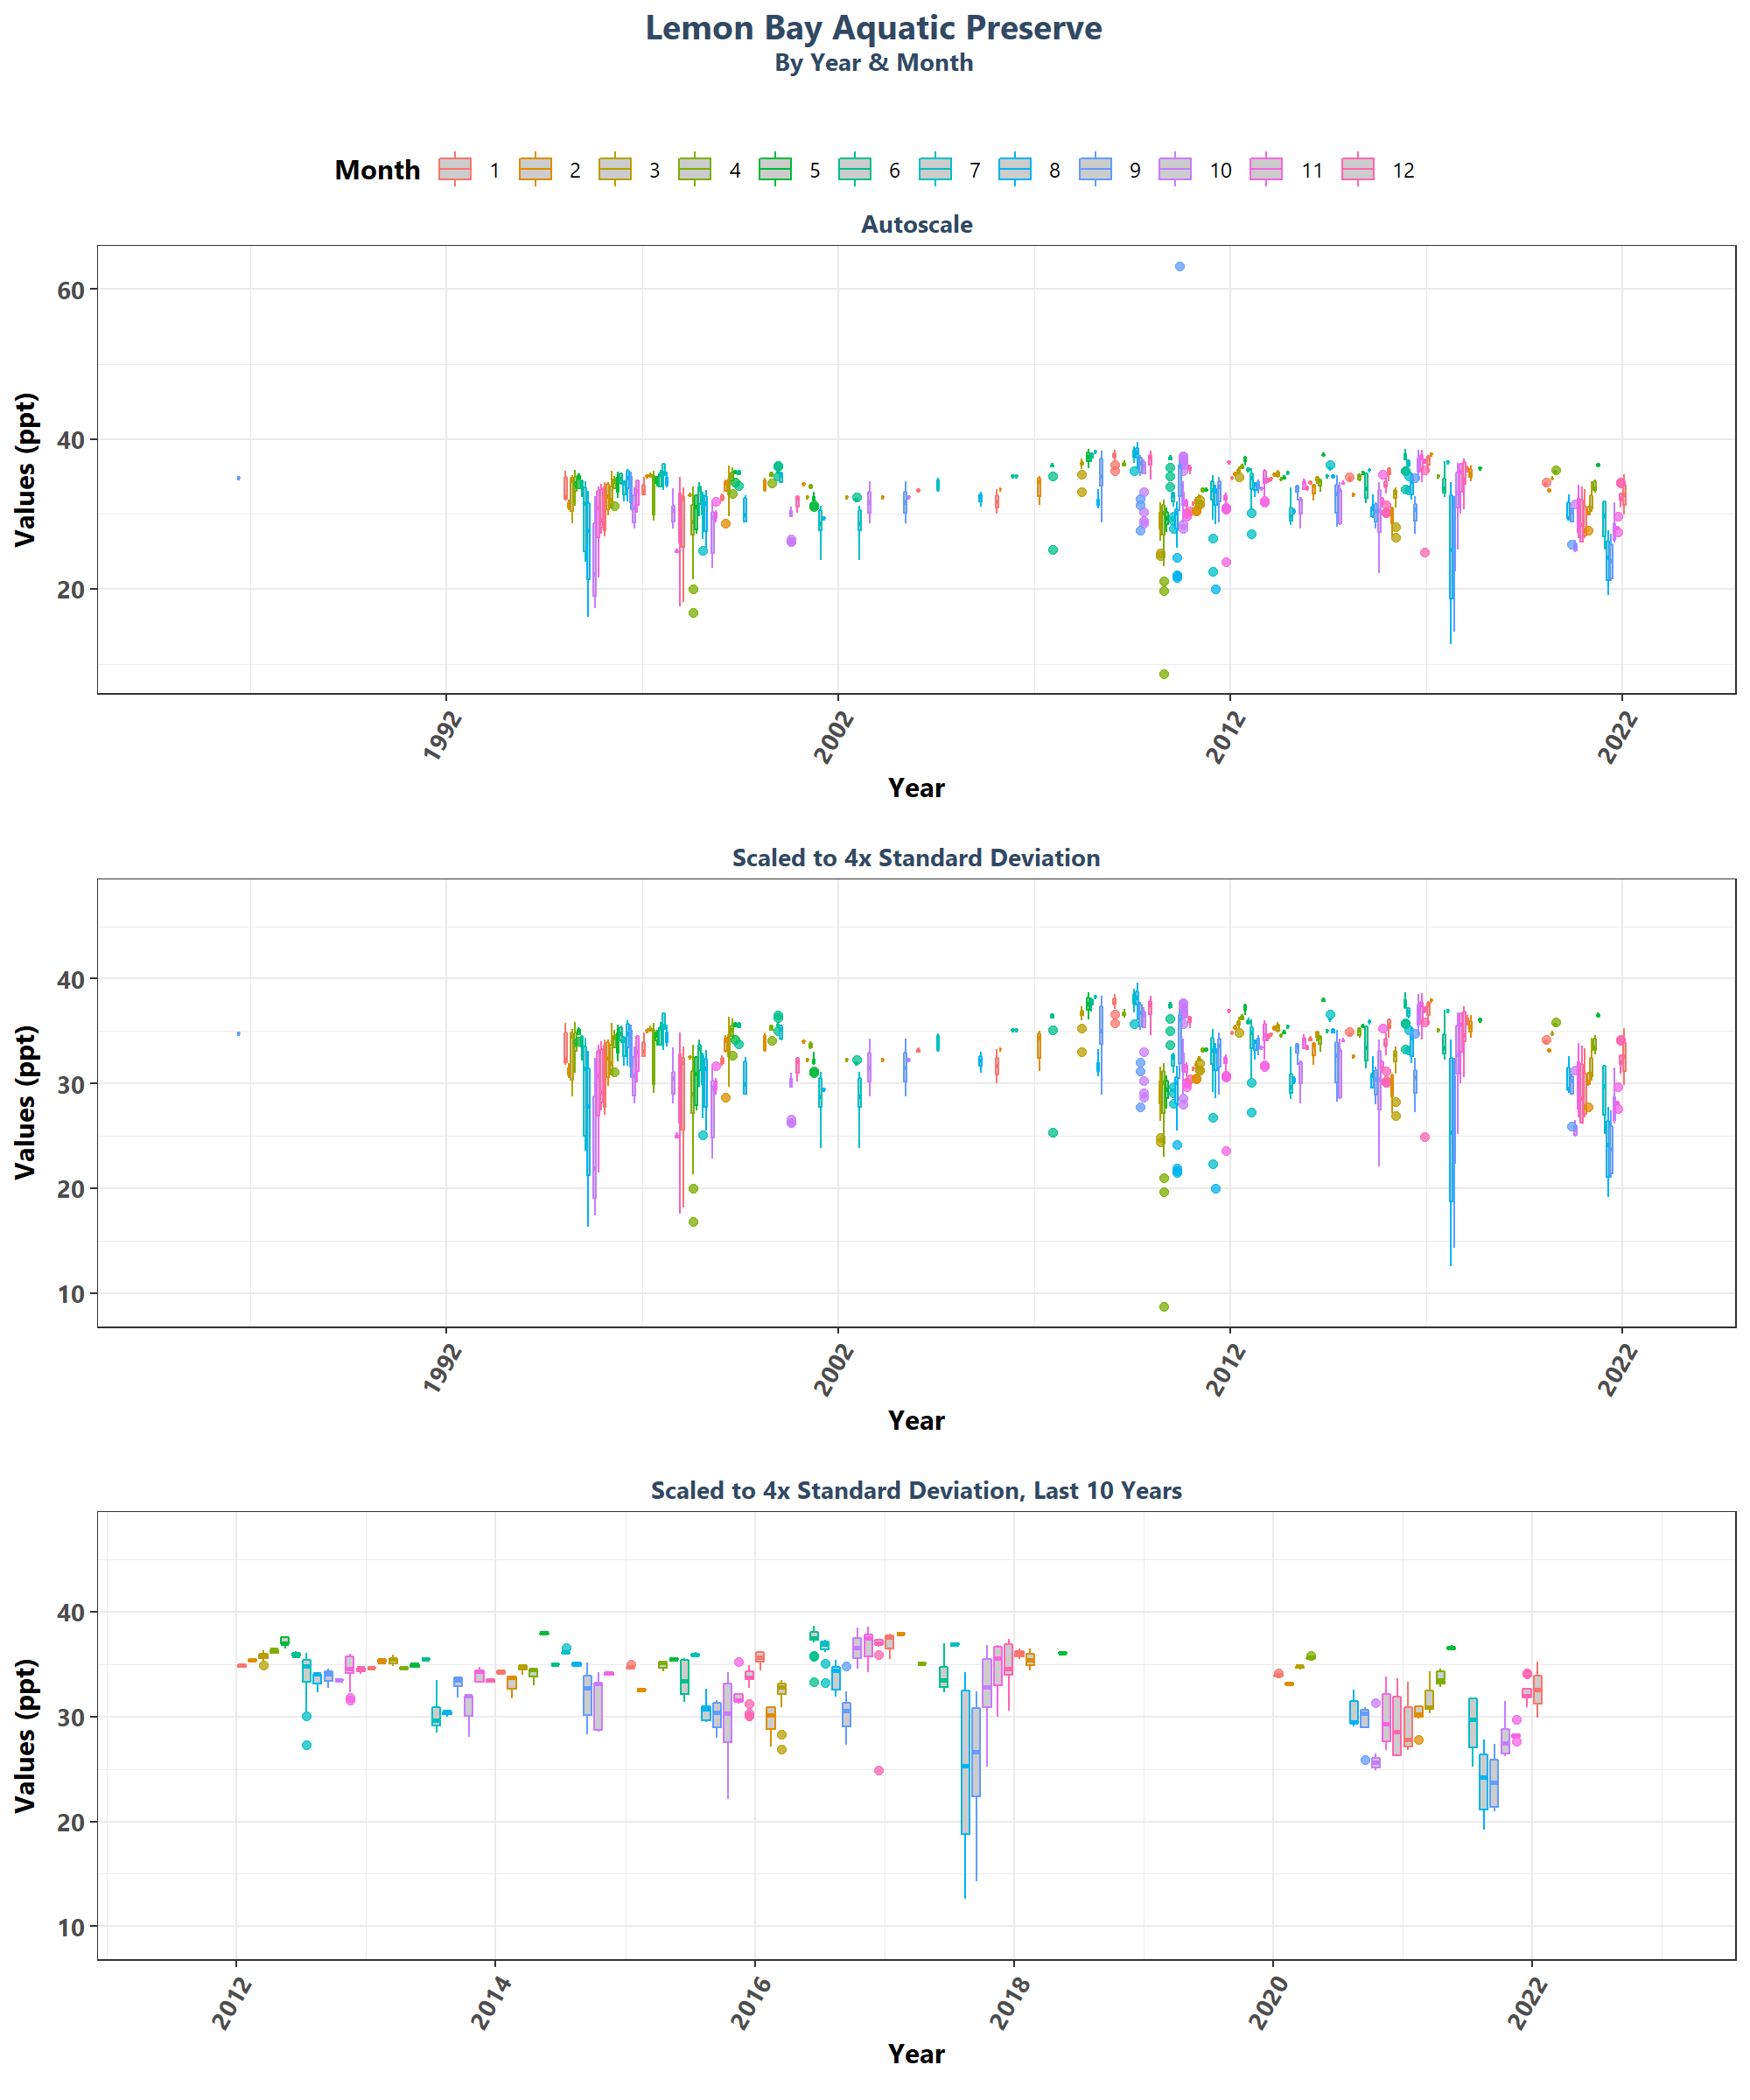 Lemon Bay Aquatic Preserve
By Year & Month
Month 1 2 3 4 5 6 7 8 9 10 11 12
Autoscale
Values (ppt)
60
40
20
1992 2002 2012 2022
Year
Scaled to 4x Standard Deviation
Values (ppt)
40
30
20
10
1992 2002 2012 2022
Year
Scaled to 4x Standard Deviation, Last 10 Years
Values (ppt)
40
30
20
10
2012 2014 2016 2018 2020 2022
Year